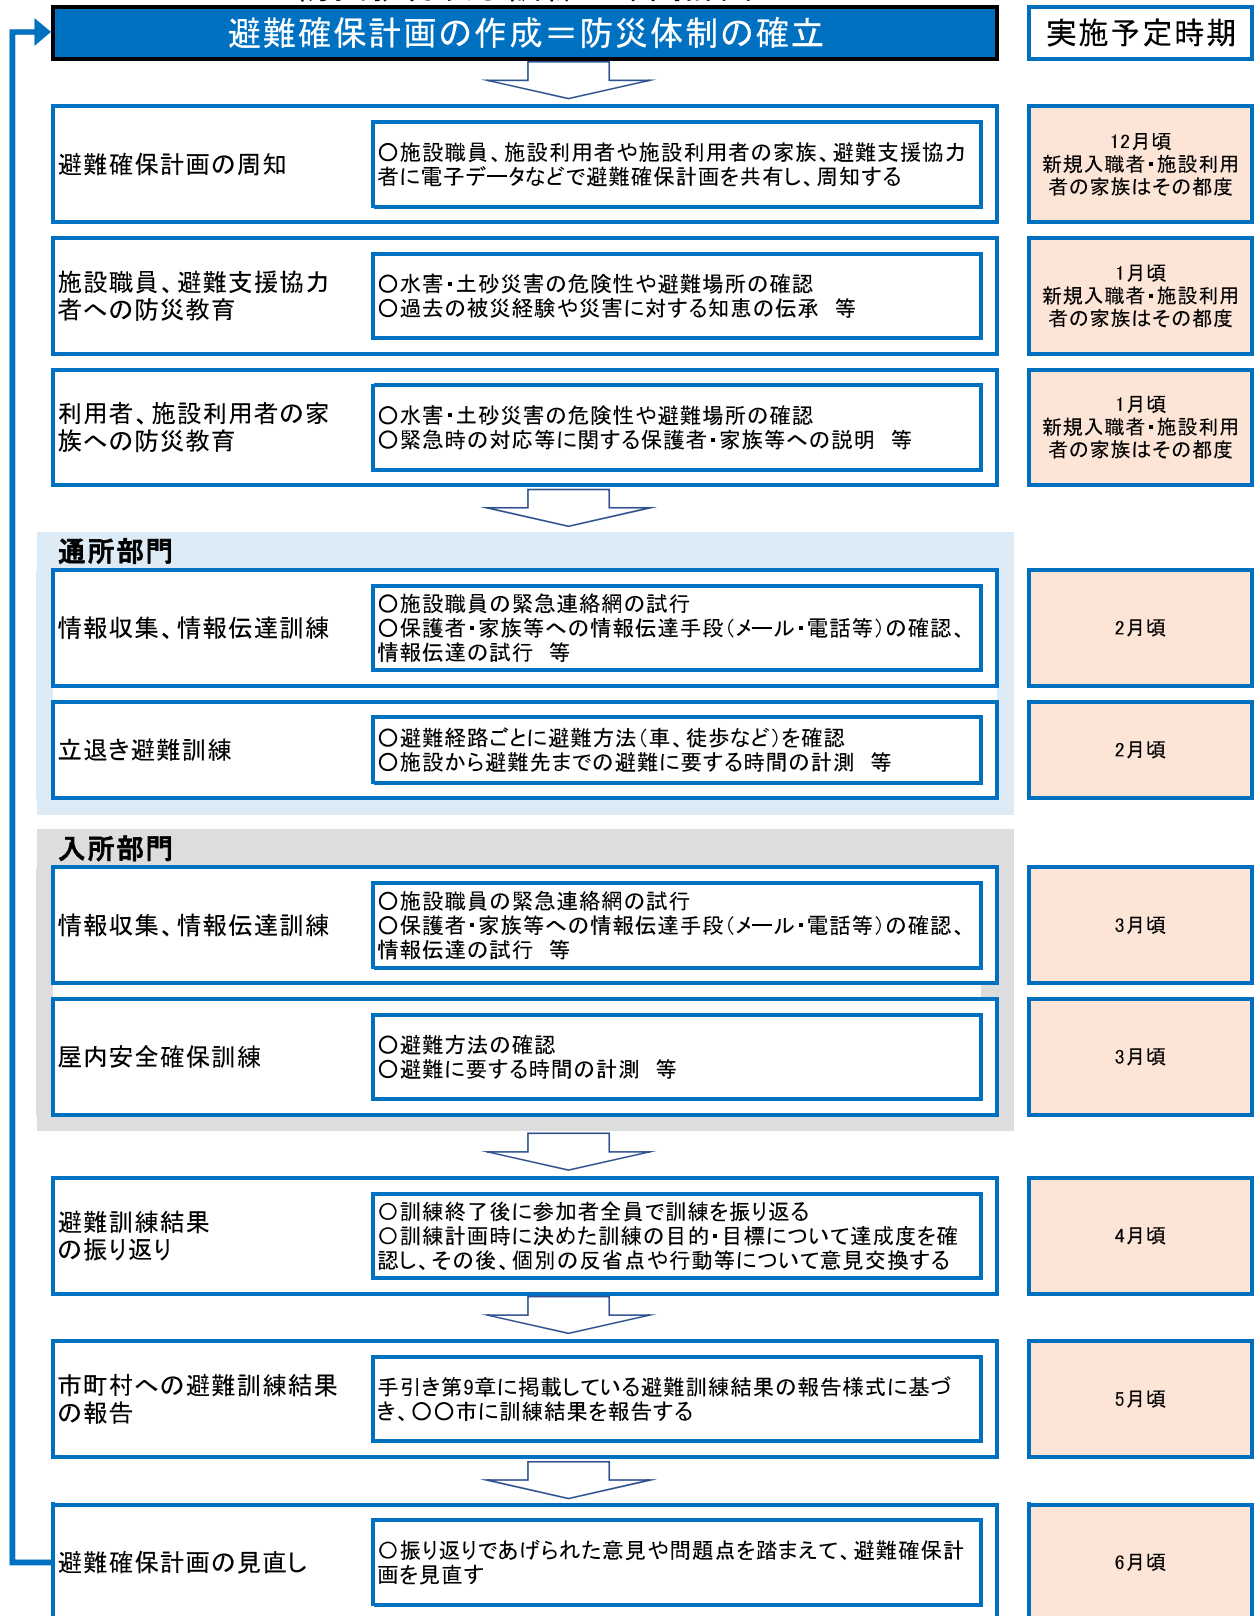 避難確保計画の作成＝防災体制の確立
実施予定時期
避難確保計画の周知
〇施設職員、施設利用者や施設利用者の家族、避難支援協力
者に電子データなどで避難確保計画を共有し、周知する
12月頃
新規入職者・施設利用
者の家族はその都度
施設職員、避難支援協力
者への防災教育
〇水害・土砂災害の危険性や避難場所の確認
〇過去の被災経験や災害に対する知恵の伝承　等
1月頃
新規入職者・施設利用
者の家族はその都度
利用者、施設利用者の家
族への防災教育
〇水害・土砂災害の危険性や避難場所の確認
〇緊急時の対応等に関する保護者・家族等への説明　等
1月頃
新規入職者・施設利用
者の家族はその都度
通所部門
情報収集、情報伝達訓練
〇施設職員の緊急連絡網の試行
〇保護者・家族等への情報伝達手段（メール・電話等）の確認、
情報伝達の試行　等
2月頃
立退き避難訓練
〇避難経路ごとに避難方法（車、徒歩など）を確認
〇施設から避難先までの避難に要する時間の計測　等
2月頃
入所部門
情報収集、情報伝達訓練
〇施設職員の緊急連絡網の試行
〇保護者・家族等への情報伝達手段（メール・電話等）の確認、
情報伝達の試行　等
3月頃
屋内安全確保訓練
〇避難方法の確認
〇避難に要する時間の計測　等
3月頃
避難訓練結果
の振り返り
〇訓練終了後に参加者全員で訓練を振り返る
〇訓練計画時に決めた訓練の目的・目標について達成度を確
認し、その後、個別の反省点や行動等について意見交換する
4月頃
市町村への避難訓練結果
の報告
手引き第9章に掲載している避難訓練結果の報告様式に基づ
き、〇〇市に訓練結果を報告する
5月頃
避難確保計画の見直し
〇振り返りであげられた意見や問題点を踏まえて、避難確保計
画を見直す
6月頃